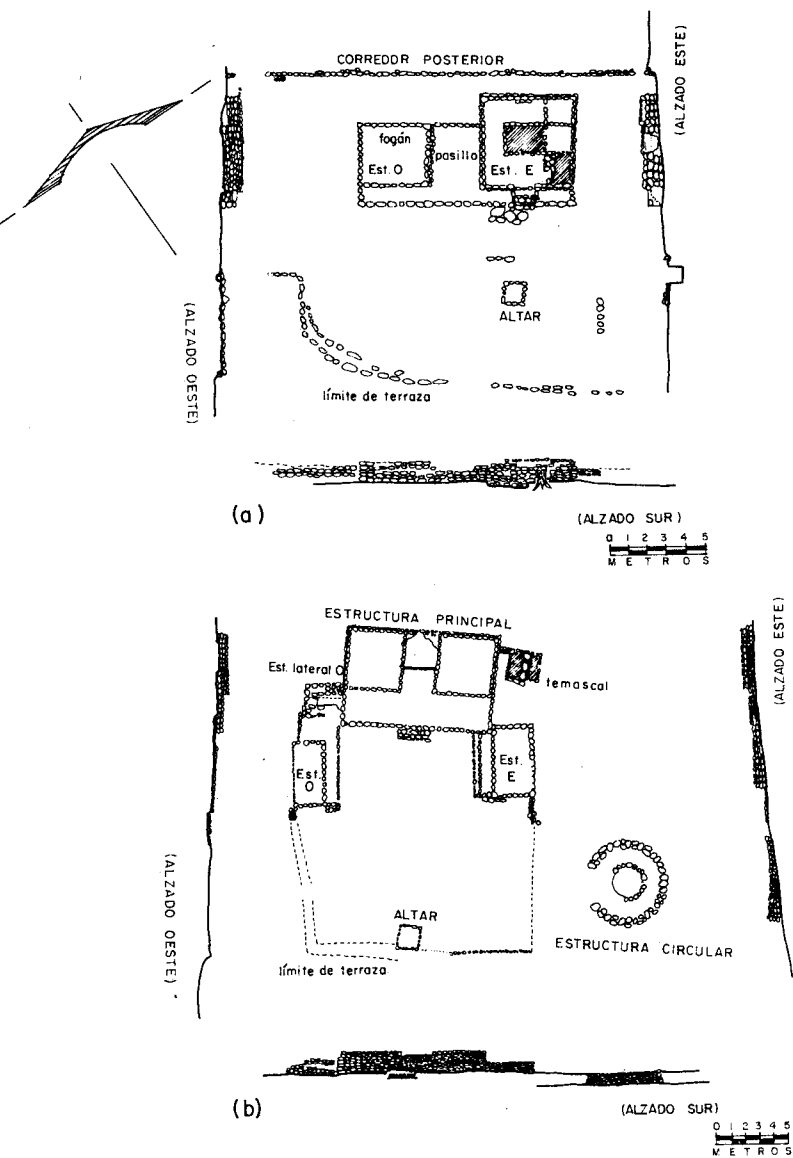 CORREDDR POSTERIOR
(ALZADO ESTE)
fogán
pasillo
Est. O
Est. E
ALTAR
(ALZADO OESTE)
límite de terraza
(a)
(ALZADO SUR)
0 1 2 3 4 5
METROS
ESTRUCTURA PRINCIPAL
(ALZADO ESTE)
Est. lateral O
temascal
Est.
E
Est.
O
(ALZADO OESTE)
ALTAR
ESTRUCTURA CIRCULAR
límite de terraza
(b)
(ALZADO SUR)
0 1 2 3 4 5
METROS